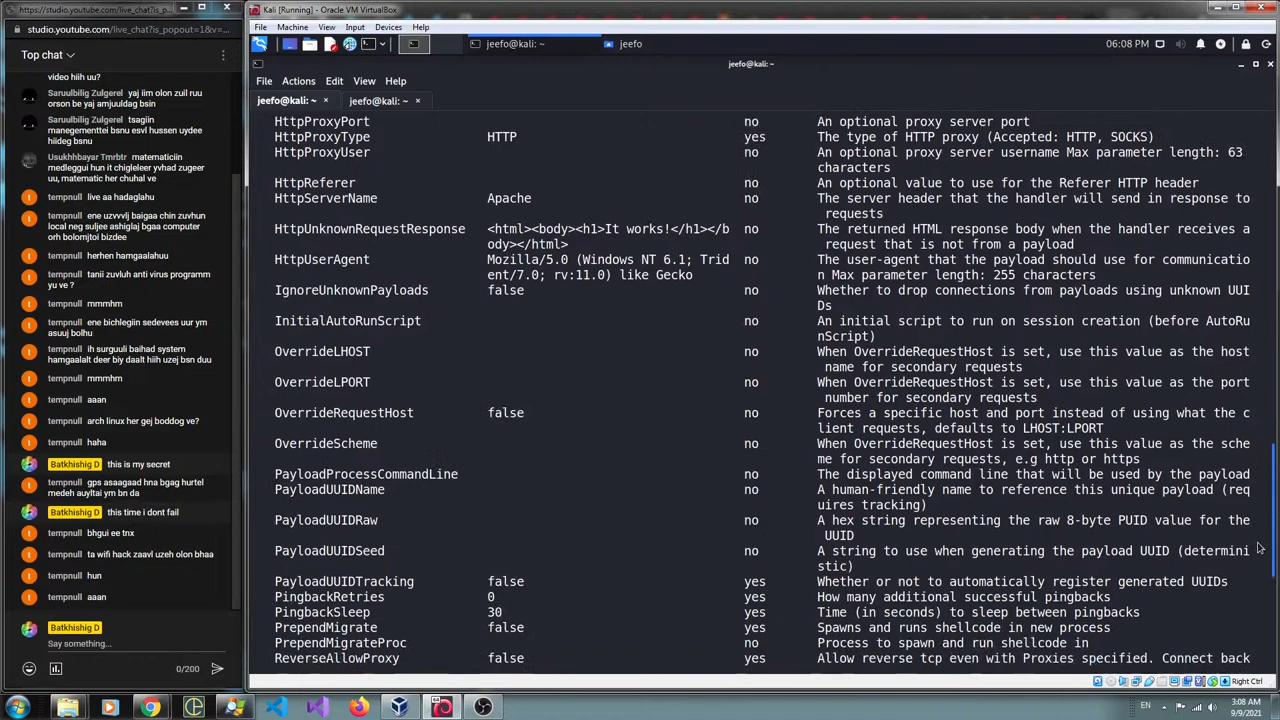 https://studio.youtube.com/live_chat?is_p...
studio.youtube.com/live_chat?is_popout=1&v=...
Top chat
video hiih uu?
Saruulbilig Zulgerel yaj iim olon zuil ruu
orson be yaj amjuuldag bsin
Saruulbilig Zulgerel tsagiin
manegementtei bsnu esvl hussen uydee
hiideg bsnu
Usukhhbayar Tmrbtr matematiciin
medleggui hun it chigleleer yvhad zugeer
uu, matematic her chuhal ve
tempnull live aa hadaglahu
tempnull ene uzvvvlj baigaa chin zuvhun
local neg suljee ashiglaj bgaa computer
orh bolomjtoi bizdee
tempnull herhen hamgaalahuu
tempnull tanii zuvluh anti virus programm
yu ve ?
tempnull mmmhm
tempnull ene bichlegiin sedevees uur ym
asuuj bolhu
tempnull ih surguuli baihad system
hamgaalalt deer biy daalt hiih uzej bsn duu
tempnull mmmhm
tempnull aaan
tempnull arch linux her gej boddog ve?
tempnull haha
Batkhishig D this is my secret
tempnull gps asaagaad hna bgag hurtel
medeh auyltai ym bn da
Batkhishig D this time i dont fail
tempnull bhgui ee tnx
tempnull ta wifi hack zaavl uzeh olon bhaa
tempnull hun
tempnull aaan
Batkhishig D
Say something...
0/200
Kali [Running] - Oracle VM VirtualBox
File Machine View Input Devices Help
jeefo@kali: ~
jeefo
06:08 PM
jeefo@kali: ~
File Actions Edit View Help
jeefo@kali: ~ × jeefo@kali: ~ ×
HttpProxyPort no An optional proxy server port
HttpProxyType HTTP yes The type of HTTP proxy (Accepted: HTTP, SOCKS)
HttpProxyUser no An optional proxy server username Max parameter length: 63
characters
HttpReferer no An optional value to use for the Referer HTTP header
HttpServerName Apache no The server header that the handler will send in response to
requests
HttpUnknownRequestResponse <html><body><h1>It works!</h1></b no The returned HTML response body when the handler receives a
ody></html> request that is not from a payload
HttpUserAgent Mozilla/5.0 (Windows NT 6.1; Trid no The user-agent that the payload should use for communicatio
ent/7.0; rv:11.0) like Gecko n Max parameter length: 255 characters
IgnoreUnknownPayloads false no Whether to drop connections from payloads using unknown UUI
Ds
InitialAutoRunScript no An initial script to run on session creation (before AutoRu
nScript)
OverrideLHOST no When OverrideRequestHost is set, use this value as the host
name for secondary requests
OverrideLPORT no When OverrideRequestHost is set, use this value as the port
number for secondary requests
OverrideRequestHost false no Forces a specific host and port instead of using what the c
lient requests, defaults to LHOST:LPORT
OverrideScheme no When OverrideRequestHost is set, use this value as the sche
me for secondary requests, e.g http or https
PayloadProcessCommandLine no The displayed command line that will be used by the payload
PayloadUUIDName no A human-friendly name to reference this unique payload (req
uires tracking)
PayloadUUIDRaw no A hex string representing the raw 8-byte PUID value for the
UUID
PayloadUUIDSeed no A string to use when generating the payload UUID (determini
stic)
PayloadUUIDTracking false yes Whether or not to automatically register generated UUIDs
PingbackRetries 0 yes How many additional successful pingbacks
PingbackSleep 30 yes Time (in seconds) to sleep between pingbacks
PrependMigrate false yes Spawns and runs shellcode in new process
PrependMigrateProc no Process to spawn and run shellcode in
ReverseAllowProxy false yes Allow reverse tcp even with Proxies specified. Connect back
Right Ctrl
EN
3:08 AM
9/9/2021